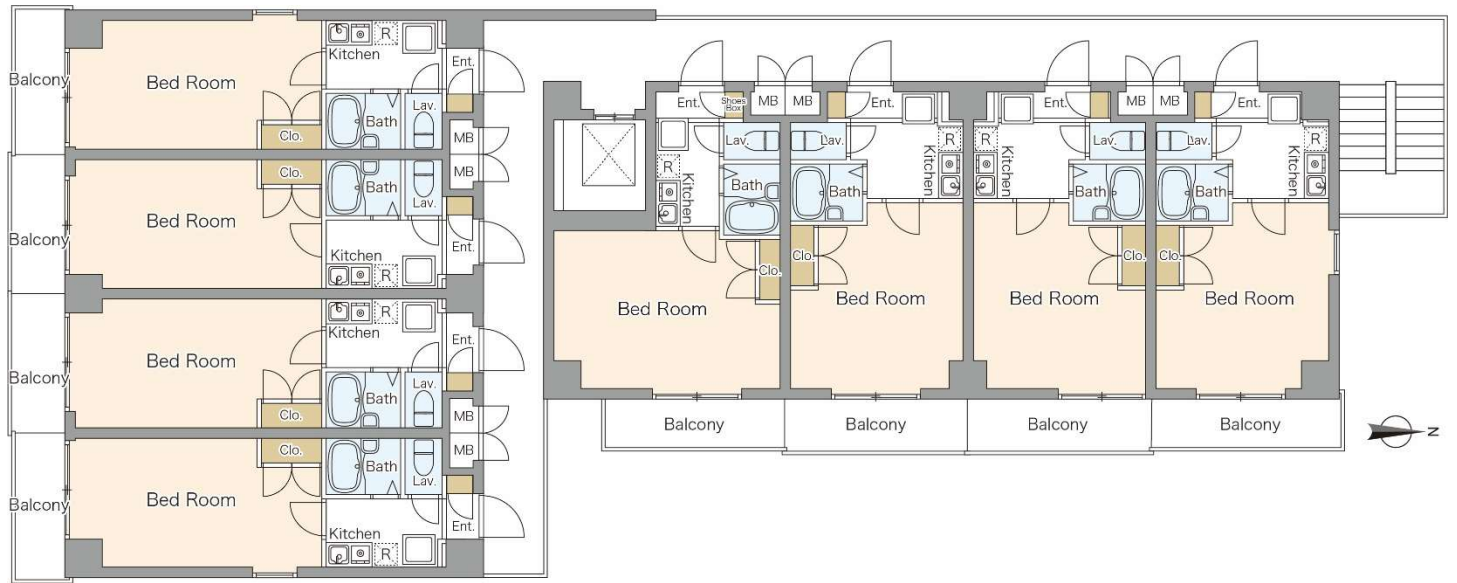 Balcony
Bed Room
Clo.
Kitchen
R
Bath
Lav.
Ent.
MB
Balcony
Bed Room
Clo.
Kitchen
R
Bath
Lav.
Ent.
MB
Balcony
Bed Room
Clo.
Kitchen
R
Bath
Lav.
Ent.
MB
Balcony
Bed Room
Clo.
Kitchen
R
Bath
Lav.
Ent.
MB
Ent.
Shoes
Box
MB
Lav.
R
Kitchen
Bath
Clo.
Bed Room
Balcony
MB
Ent.
Lav.
R
Kitchen
Bath
Clo.
Bed Room
Balcony
Ent.
MB
R
Lav.
Kitchen
Bath
Clo.
Bed Room
Balcony
MB
Ent.
Lav.
R
Kitchen
Bath
Clo.
Bed Room
Balcony
N